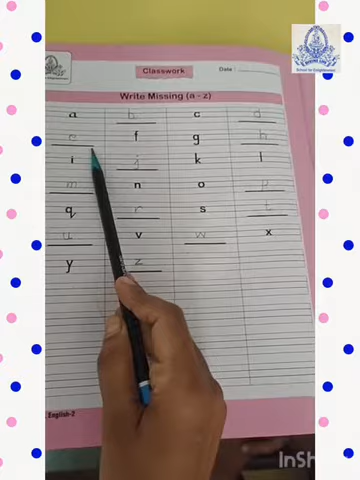 Classwork
Date :
Write Missing (a - z)
a b c d
e f g h
i j k l
m n o p
q r s t
u v w x
y z
English-2
InSh